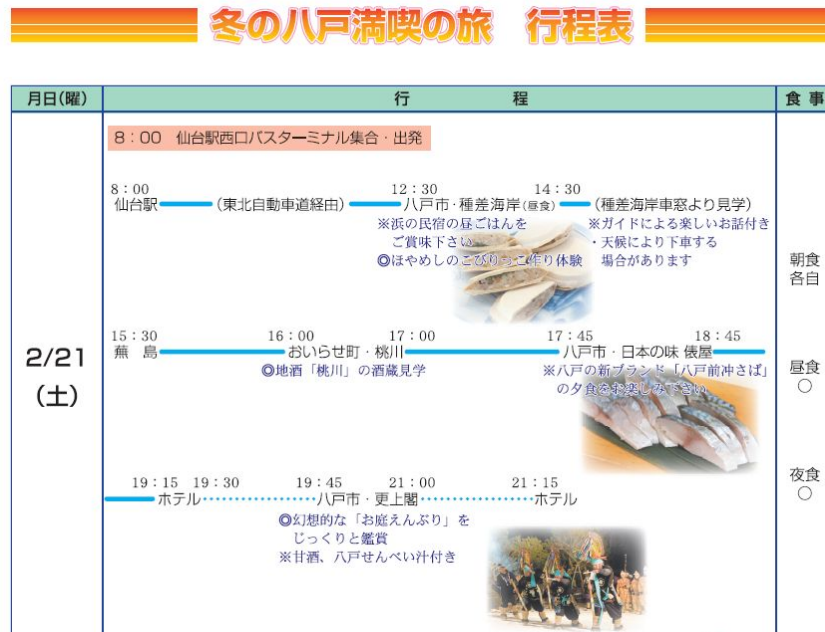 冬の八戸満喫の旅　行程表
月日(曜)　行　程　食 事
8：00　仙台駅西口バスターミナル集合・出発
8：00　12：30　14：30
仙台駅　(東北自動車道経由)　八戸市・種差海岸(昼食)　(種差海岸車窓より見学)
※浜の民宿の昼ごはんを
ご賞味下さい
◎ほやめしのこびりっこ作り体験
※ガイドによる楽しいお話付き
・天候により下車する
場合があります
朝食
各自
15：30　16：00　17：00　17：45　18：45
蕪　島　おいらせ町・桃川　八戸市・日本の味 俵屋
◎地酒「桃川」の酒蔵見学
※八戸の新ブランド「八戸前沖さば」
の夕食をお楽しみ下さい
2/21
(土)
昼食
○
19：15　19：30　19：45　21：00　21：15
ホテル　八戸市・更上閣　ホテル
◎幻想的な「お庭えんぶり」を
じっくりと鑑賞
※甘酒、八戸せんべい汁付き
夜食
○